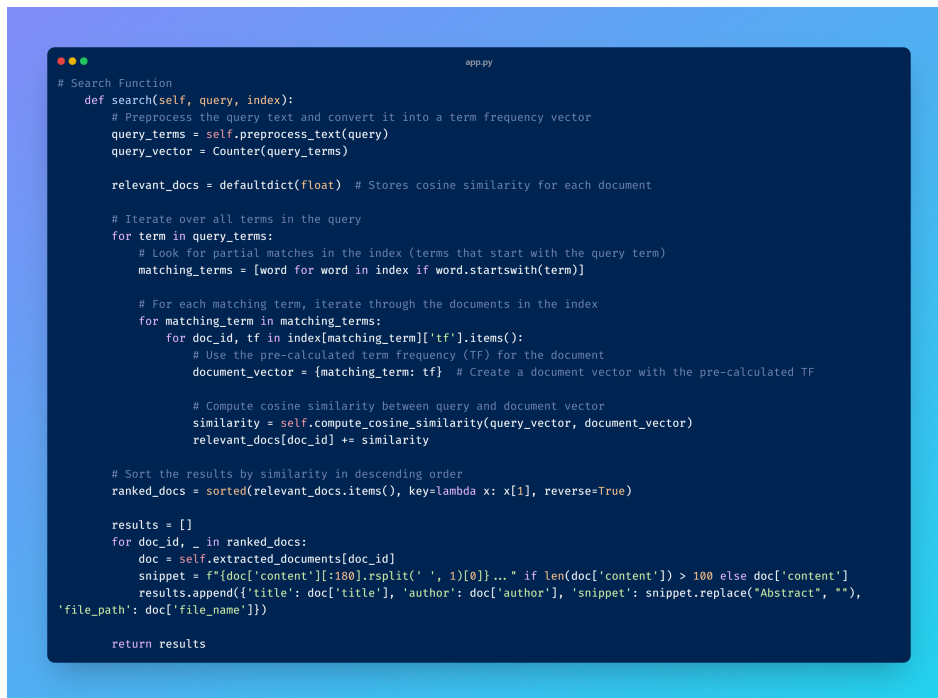 app.py
# Search Function
    def search(self, query, index):
        # Preprocess the query text and convert it into a term frequency vector
        query_terms = self.preprocess_text(query)
        query_vector = Counter(query_terms)

        relevant_docs = defaultdict(float)  # Stores cosine similarity for each document

        # Iterate over all terms in the query
        for term in query_terms:
            # Look for partial matches in the index (terms that start with the query term)
            matching_terms = [word for word in index if word.startswith(term)]

            # For each matching term, iterate through the documents in the index
            for matching_term in matching_terms:
                for doc_id, tf in index[matching_term]['tf'].items():
                    # Use the pre-calculated term frequency (TF) for the document
                    document_vector = {matching_term: tf}  # Create a document vector with the pre-calculated TF

                    # Compute cosine similarity between query and document vector
                    similarity = self.compute_cosine_similarity(query_vector, document_vector)
                    relevant_docs[doc_id] += similarity

        # Sort the results by similarity in descending order
        ranked_docs = sorted(relevant_docs.items(), key=lambda x: x[1], reverse=True)

        results = []
        for doc_id, _ in ranked_docs:
            doc = self.extracted_documents[doc_id]
            snippet = f"{doc['content'][:180].rsplit(' ', 1)[0]}..." if len(doc['content']) > 100 else doc['content']
            results.append({'title': doc['title'], 'author': doc['author'], 'snippet': snippet.replace("Abstract", ""),
'file_path': doc['file_name']})

        return results